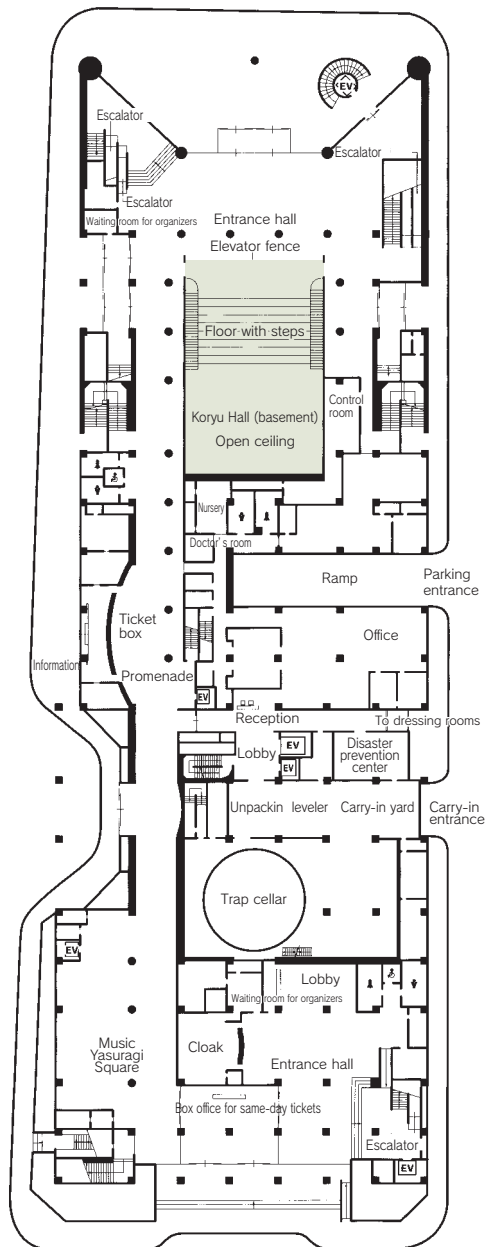 EV
Escalator
Escalator
Escalator
Waiting room for organizers
Entrance hall
Elevator fence
Floor with steps
Koryu Hall (basement)
Open ceiling
Control
room
Nursery
Doctor's room
Ramp
Parking
entrance
Ticket
box
Office
Information
Promenade
EV
Reception
To dressing rooms
Lobby
EV
EV
Disaster
prevention
center
Unpackin leveler
Carry-in yard
Carry-in
entrance
Trap cellar
EV
Lobby
Waiting room for organizers
Music
Yasuragi
Square
Cloak
Entrance hall
Box office for same-day tickets
Escalator
EV